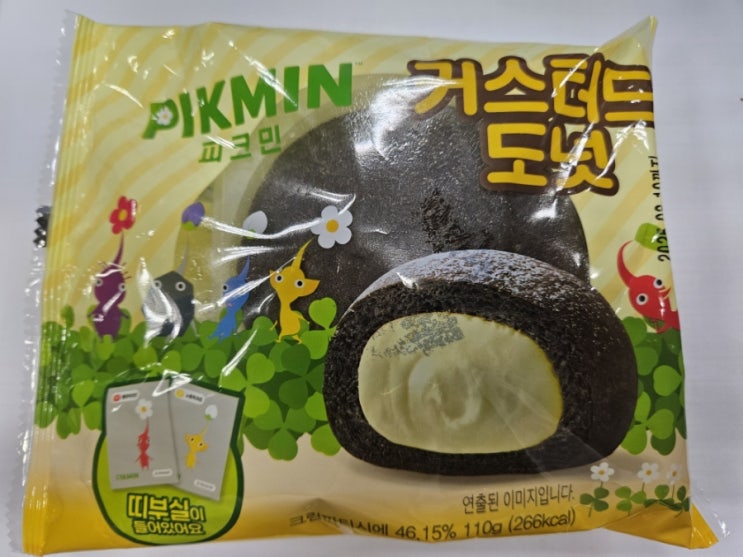 PIKMIN™
피크민
커스터드
도넛
PIKMIN
띠부실이
들어있어요
연출된 이미지입니다.
46.15% 110g (266kcal)